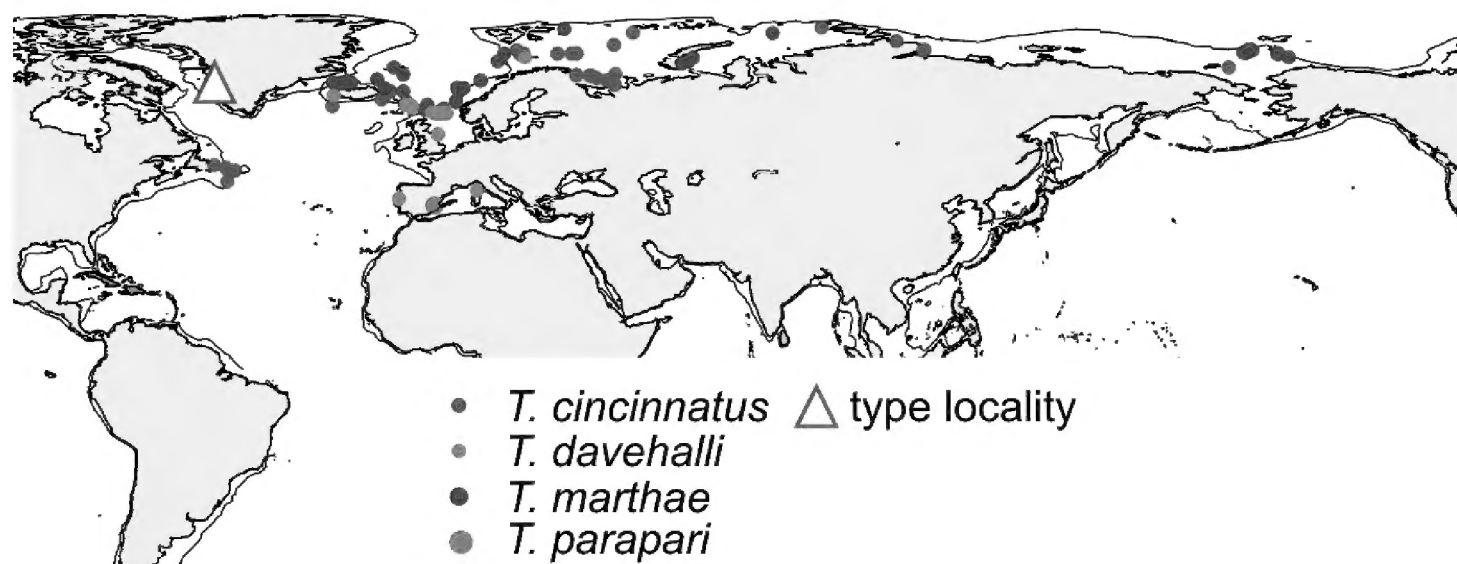 T. cincinnatus △ type locality
T. davehalli
T. marthae
T. parapari